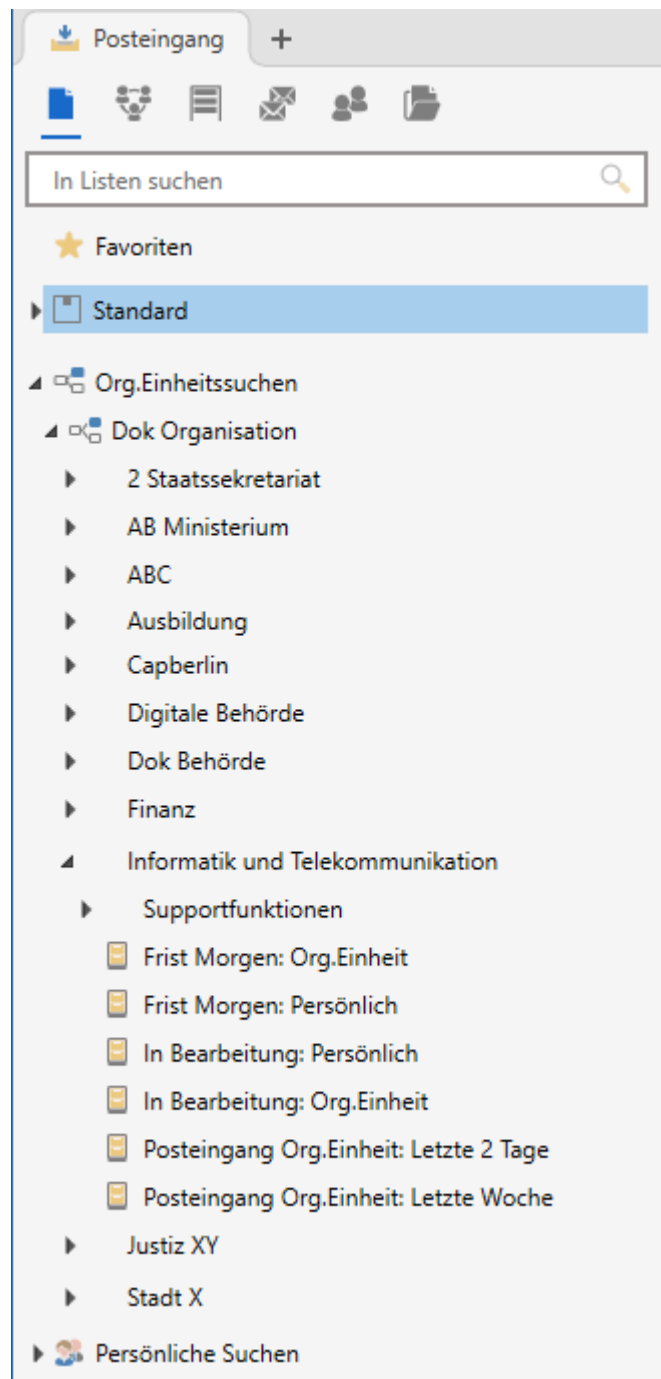 Posteingang +
In Listen suchen
Favoriten
Standard
Org.Einheitssuchen
Dok Organisation
2 Staatssekretariat
AB Ministerium
ABC
Ausbildung
Capberlin
Digitale Behörde
Dok Behörde
Finanz
Informatik und Telekommunikation
Supportfunktionen
Frist Morgen: Org.Einheit
Frist Morgen: Persönlich
In Bearbeitung: Persönlich
In Bearbeitung: Org.Einheit
Posteingang Org.Einheit: Letzte 2 Tage
Posteingang Org.Einheit: Letzte Woche
Justiz XY
Stadt X
Persönliche Suchen